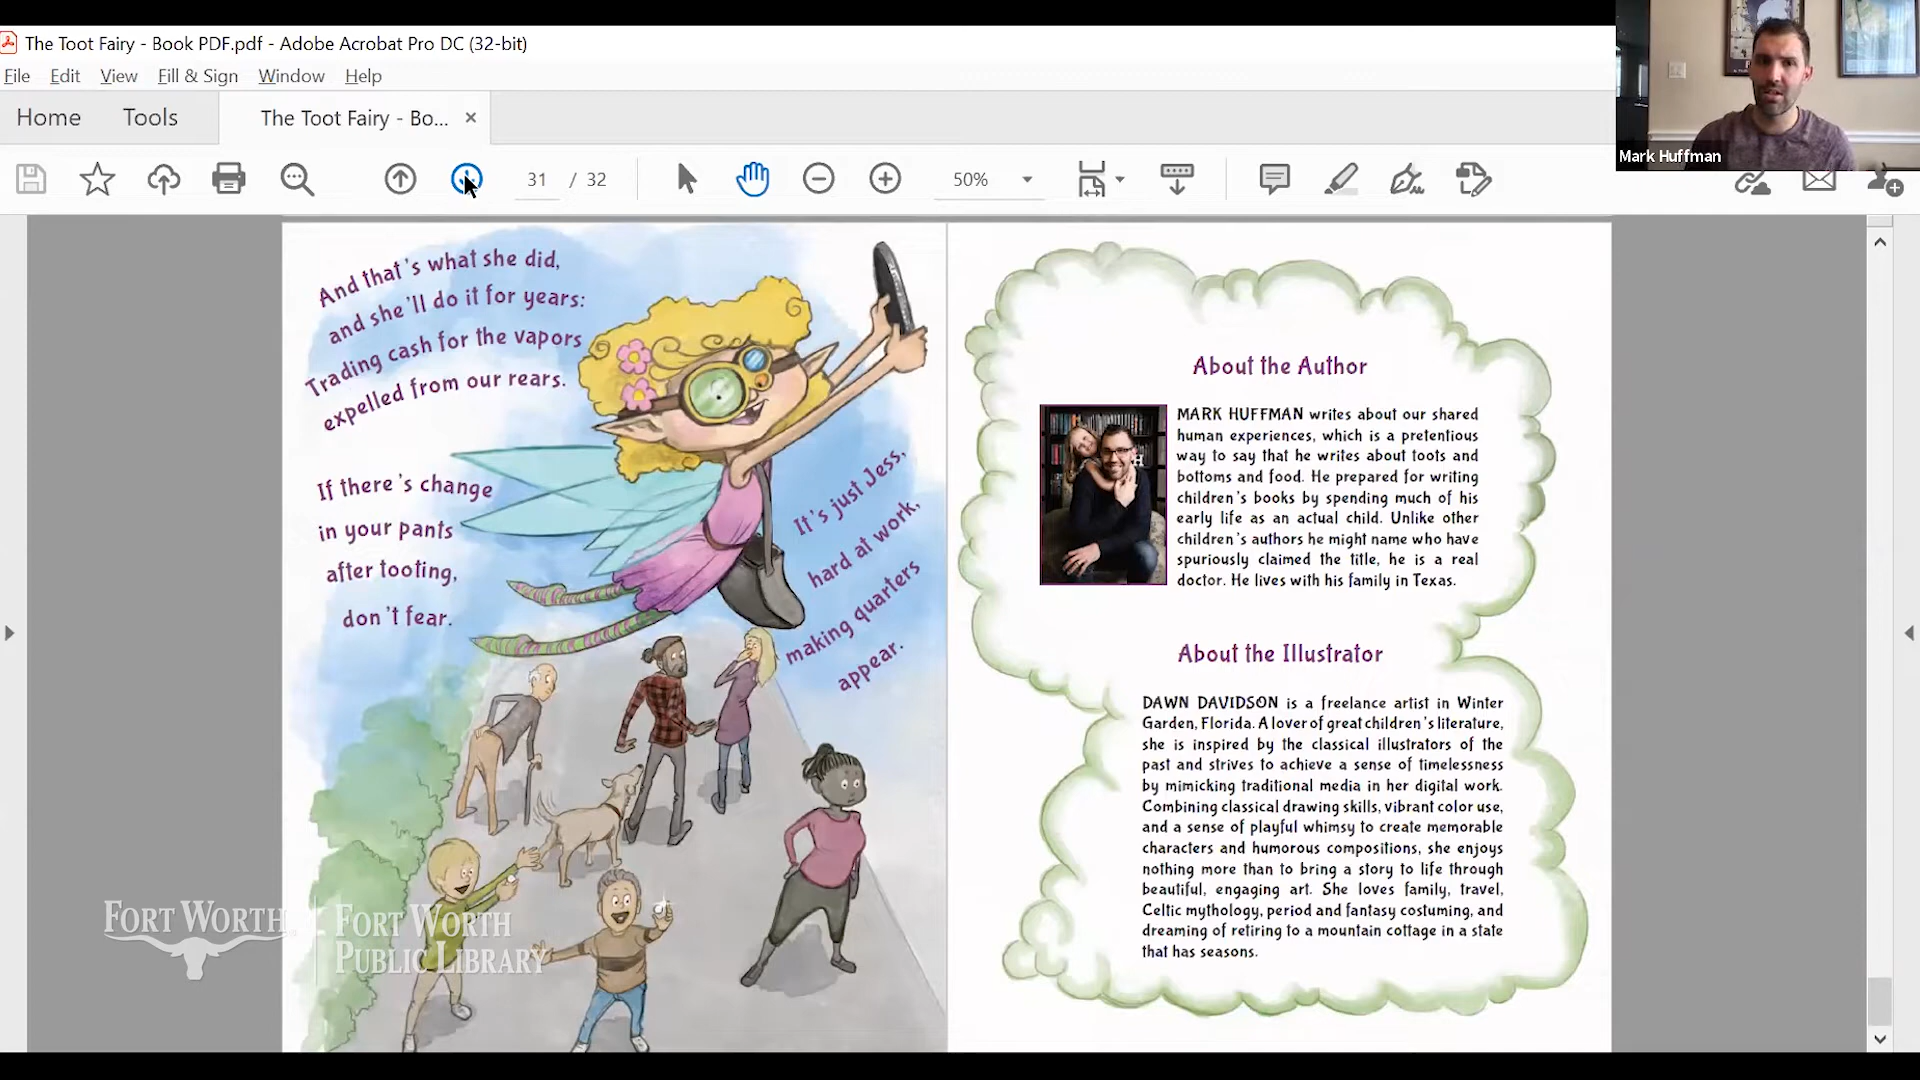 The Toot Fairy - Book PDF.pdf - Adobe Acrobat Pro DC (32-bit)
File Edit View Fill & Sign Window Help
Home Tools The Toot Fairy - Bo... ×
31 / 32 50%
Mark Huffman
And that's what she did,
and she'll do it for years:
Trading cash for the vapors
expelled from our rears.
If there's change
in your pants
after tooting,
don't fear.
It's just Jess,
hard at work,
making quarters
appear.
About the Author
MARK HUFFMAN writes about our shared
human experiences, which is a pretentious
way to say that he writes about toots and
bottoms and food. He prepared for writing
children's books by spending much of his
early life as an actual child. Unlike other
children's authors he might name who have
spuriously claimed the title, he is a real
doctor. He lives with his family in Texas.
About the Illustrator
DAWN DAVIDSON is a freelance artist in Winter
Garden, Florida. A lover of great children's literature,
she is inspired by the classical illustrators of the
past and strives to achieve a sense of timelessness
by mimicking traditional media in her digital work.
Combining classical drawing skills, vibrant color use,
and a sense of playful whimsy to create memorable
characters and humorous compositions, she enjoys
nothing more than to bring a story to life through
beautiful, engaging art. She loves family, travel,
Celtic mythology, period and fantasy costuming, and
dreaming of retiring to a mountain cottage in a state
that has seasons.
FORT WORTH
FORT WORTH
PUBLIC LIBRARY